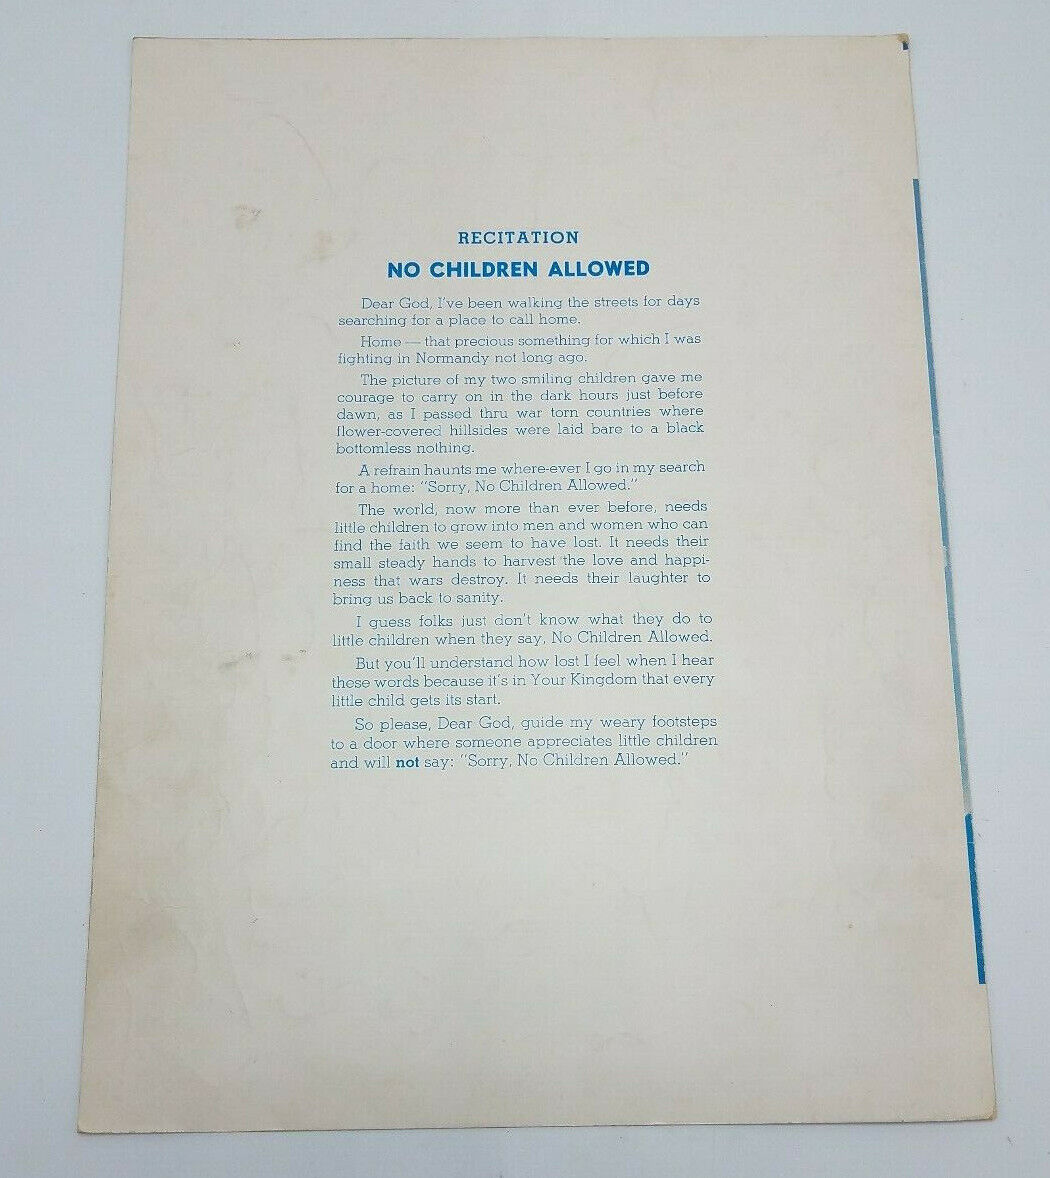 RECITATION
NO CHILDREN ALLOWED
Dear God, I've been walking the streets for days
searching for a place to call home.
Home — that precious something for which I was
fighting in Normandy not long ago.
The picture of my two smiling children gave me
courage to carry on in the dark hours just before
dawn, as I passed thru war torn countries where
flower-covered hillsides were laid bare to a black
bottomless nothing.
A refrain haunts me where-ever I go in my search
for a home: "Sorry, No Children Allowed."
The world, now more than ever before, needs
little children to grow into men and women who can
find the faith we seem to have lost. It needs their
small steady hands to harvest the love and happi-
ness that wars destroy. It needs their laughter to
bring us back to sanity.
I guess folks just don't know what they do to
little children when they say, No Children Allowed.
But you'll understand how lost I feel when I hear
these words because it's in Your Kingdom that every
little child gets its start.
So please, Dear God, guide my weary footsteps
to a door where someone appreciates little children
and will not say: "Sorry, No Children Allowed."